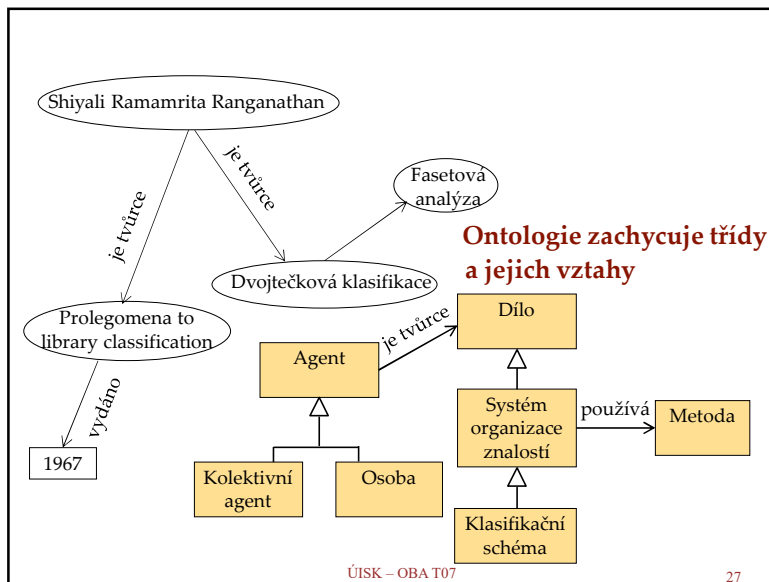 Shiyali Ramamrita Ranganathan
je tvůrce
je tvůrce
Fasetová
analýza
Dvojtečková klasifikace
Prolegomena to
library classification
vydáno
1967
Ontologie zachycuje třídy
a jejich vztahy
Dílo
je tvůrce
Agent
Systém
organizace
znalostí
používá
Metoda
Kolektivní
agent
Osoba
Klasifikační
schéma
ÚISK – OBA T07
27